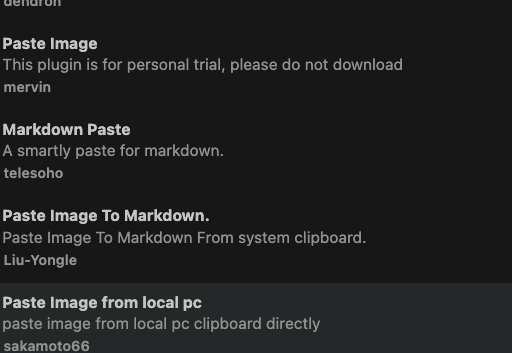 dendron
Paste Image
This plugin is for personal trial, please do not download
mervin
Markdown Paste
A smartly paste for markdown.
telesoho
Paste Image To Markdown.
Paste Image To Markdown From system clipboard.
Liu-Yongle
Paste Image from local pc
paste image from local pc clipboard directly
sakamoto66